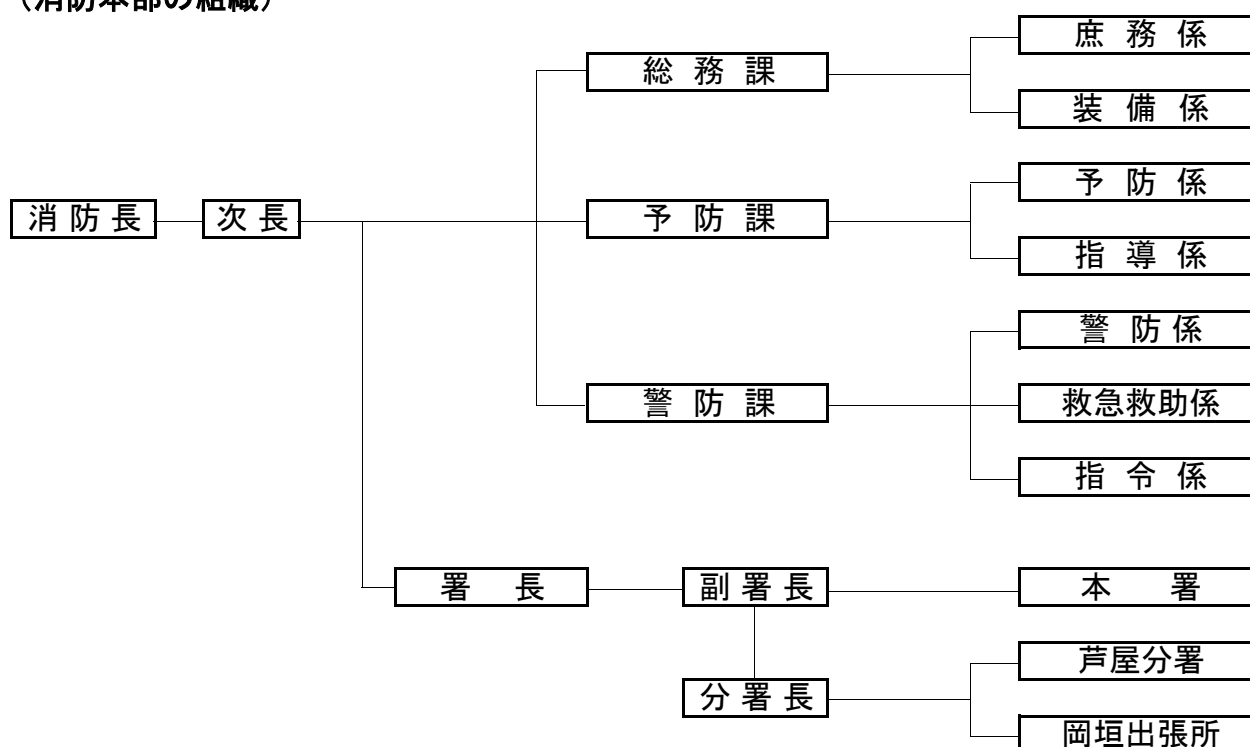 （消防本部の組織）
庶務係
総務課
装備係
予防係
消防長 次長 予防課
指導係
警防係
警防課 救急救助係
指令係
署長 副署長 本署
芦屋分署
分署長
岡垣出張所